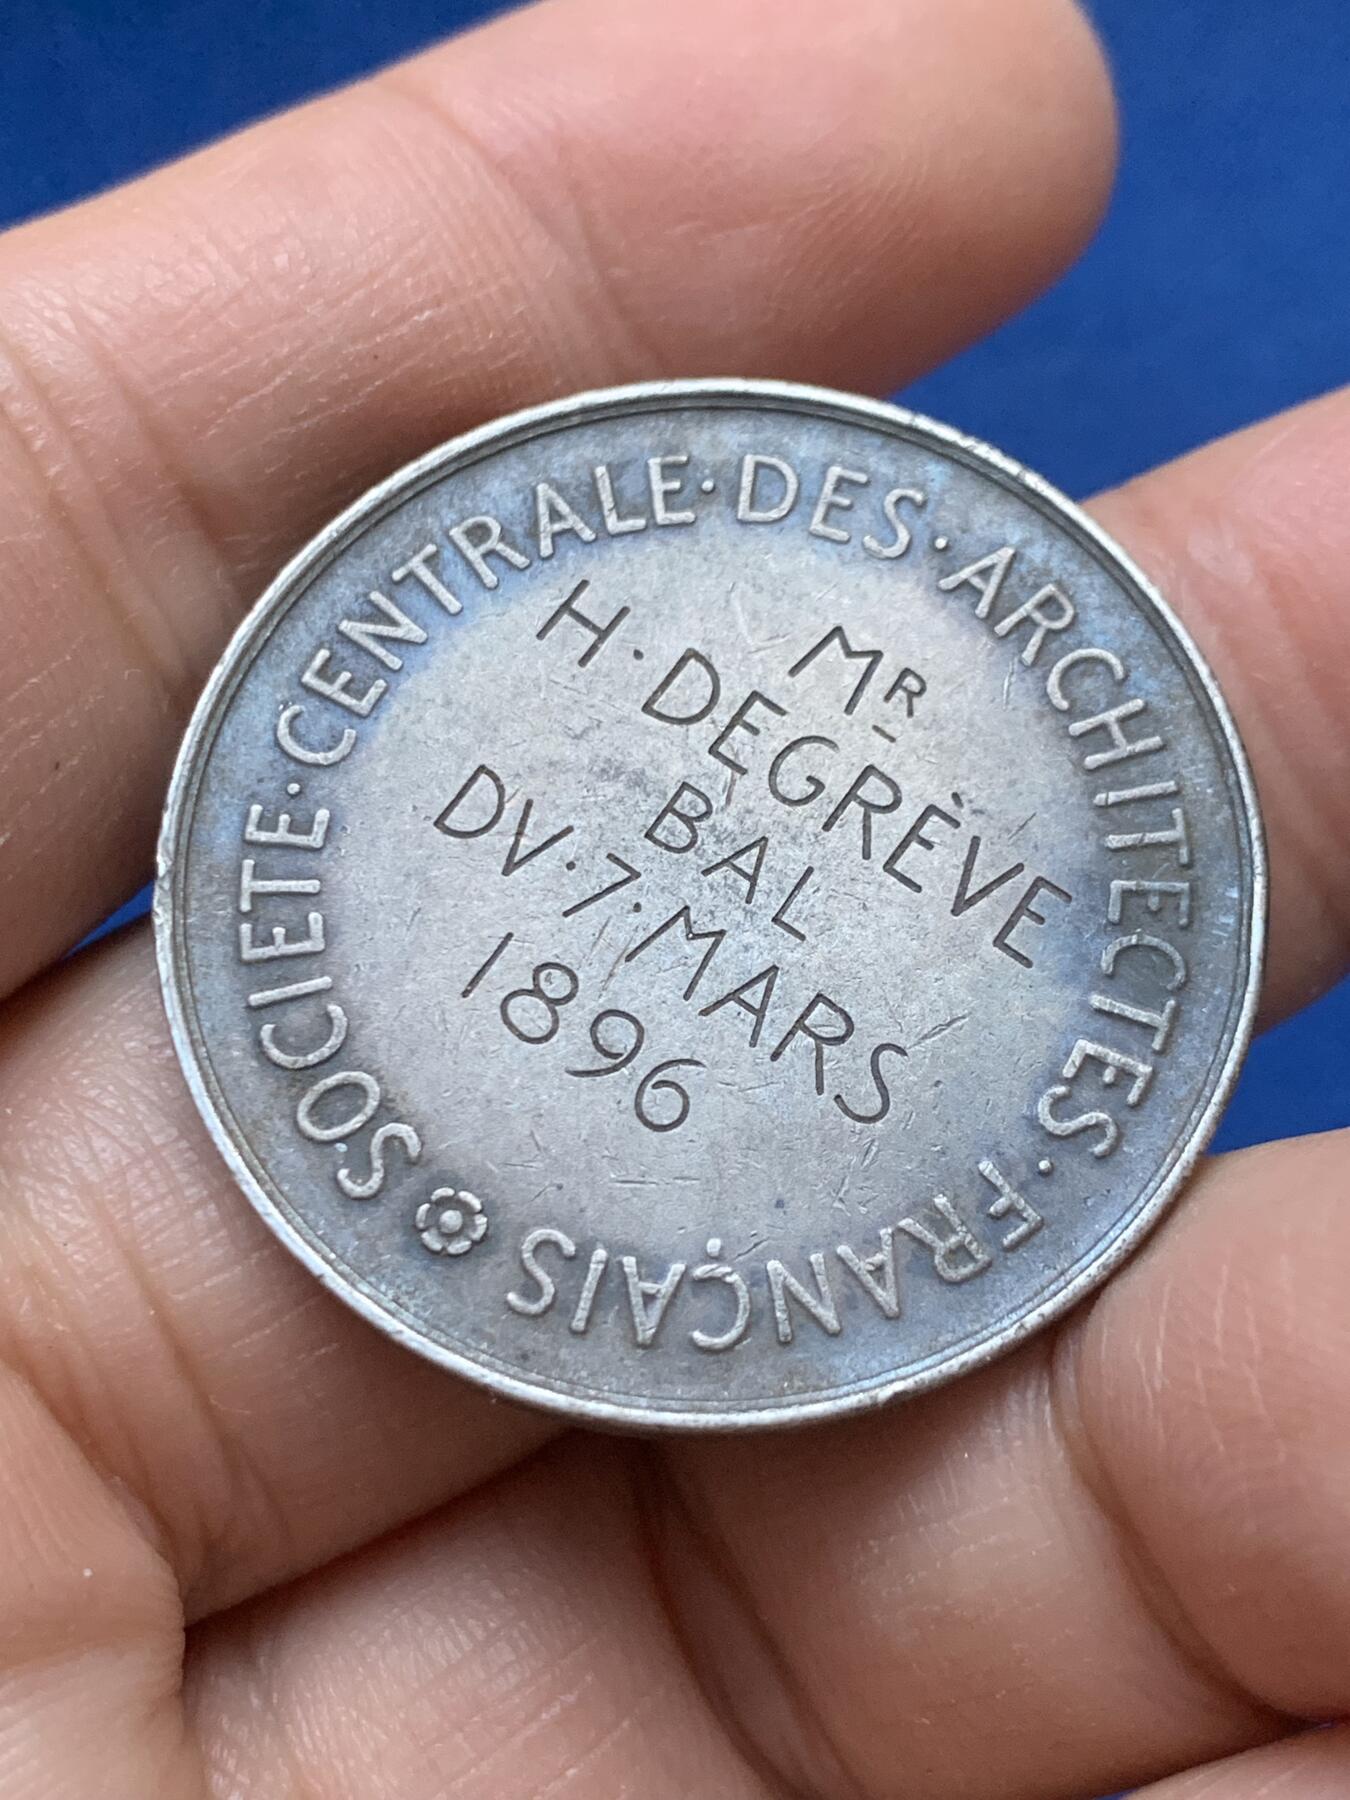 SOCIETE·CENTRALE·DES·ARCHITECTES·FRANÇAIS
MR
H·DEGRÈVE
BAL
DV·7·MARS
1896